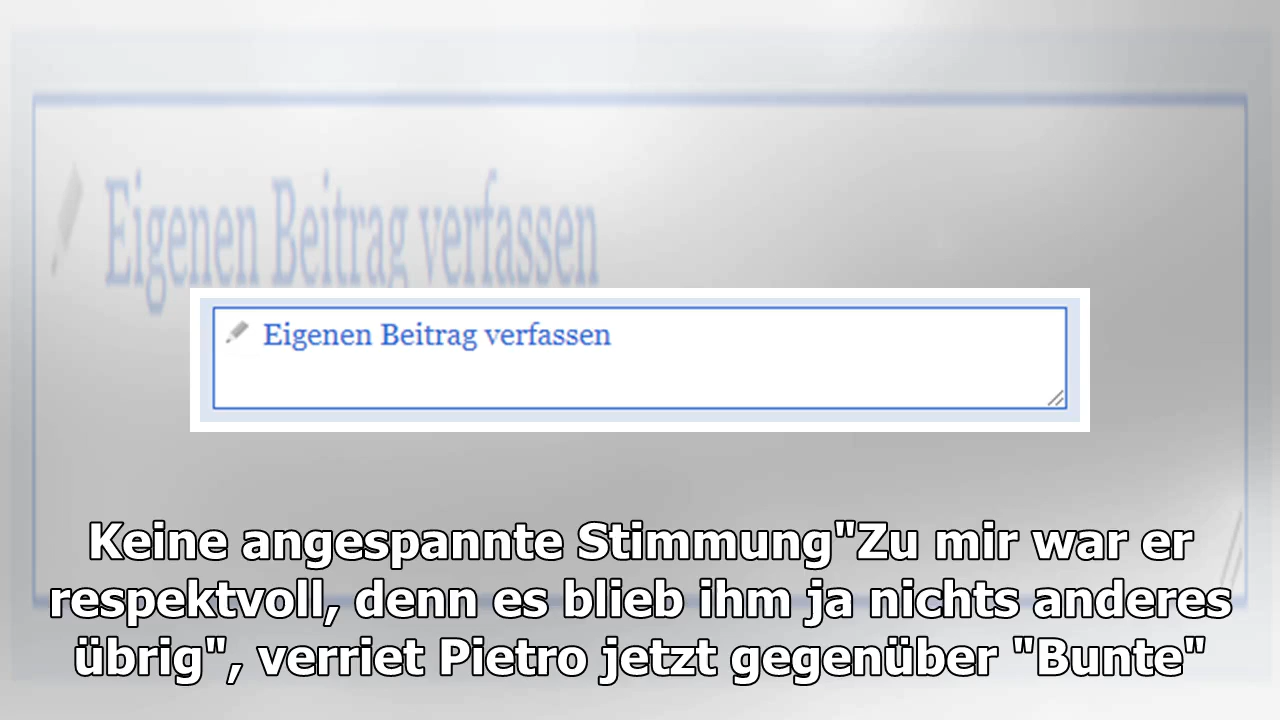 Eigenen Beitrag verfassen
Eigenen Beitrag verfassen
Keine angespannte Stimmung"Zu mir war er
respektvoll, denn es blieb ihm ja nichts anderes
übrig", verriet Pietro jetzt gegenüber "Bunte"